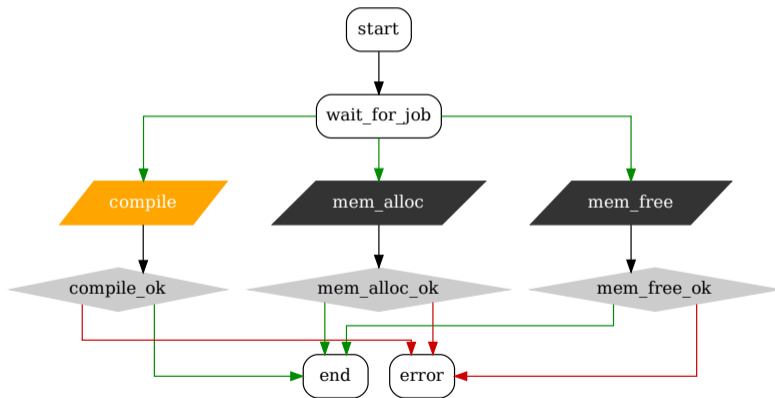 start
wait_for_job
compile
mem_alloc
mem_free
compile_ok
mem_alloc_ok
mem_free_ok
end
error